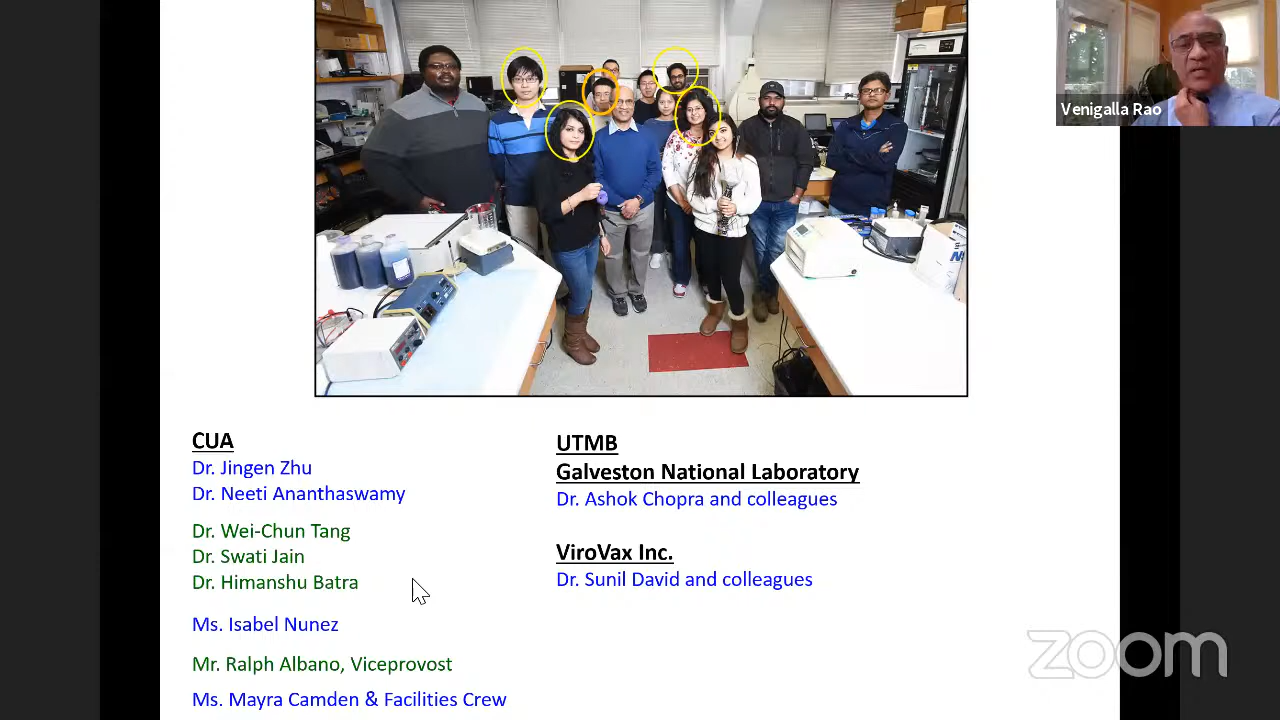 Venigalla Rao
CUA
Dr. Jingen Zhu
Dr. Neeti Ananthaswamy
Dr. Wei-Chun Tang
Dr. Swati Jain
Dr. Himanshu Batra
Ms. Isabel Nunez
Mr. Ralph Albano, Viceprovost
Ms. Mayra Camden & Facilities Crew
UTMB
Galveston National Laboratory
Dr. Ashok Chopra and colleagues
ViroVax Inc.
Dr. Sunil David and colleagues
zoom